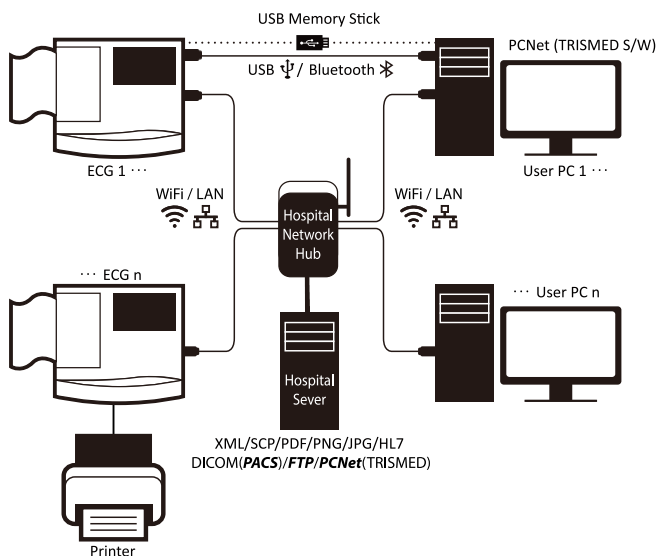 USB Memory Stick
PCNet (TRISMED S/W)
USB / Bluetooth
ECG 1 ···
User PC 1 ···
WiFi / LAN
WiFi / LAN
Hospital
Network
Hub
··· ECG n
··· User PC n
Hospital
Sever
XML/SCP/PDF/PNG/JPG/HL7
DICOM(PACS)/FTP/PCNet(TRISMED)
Printer